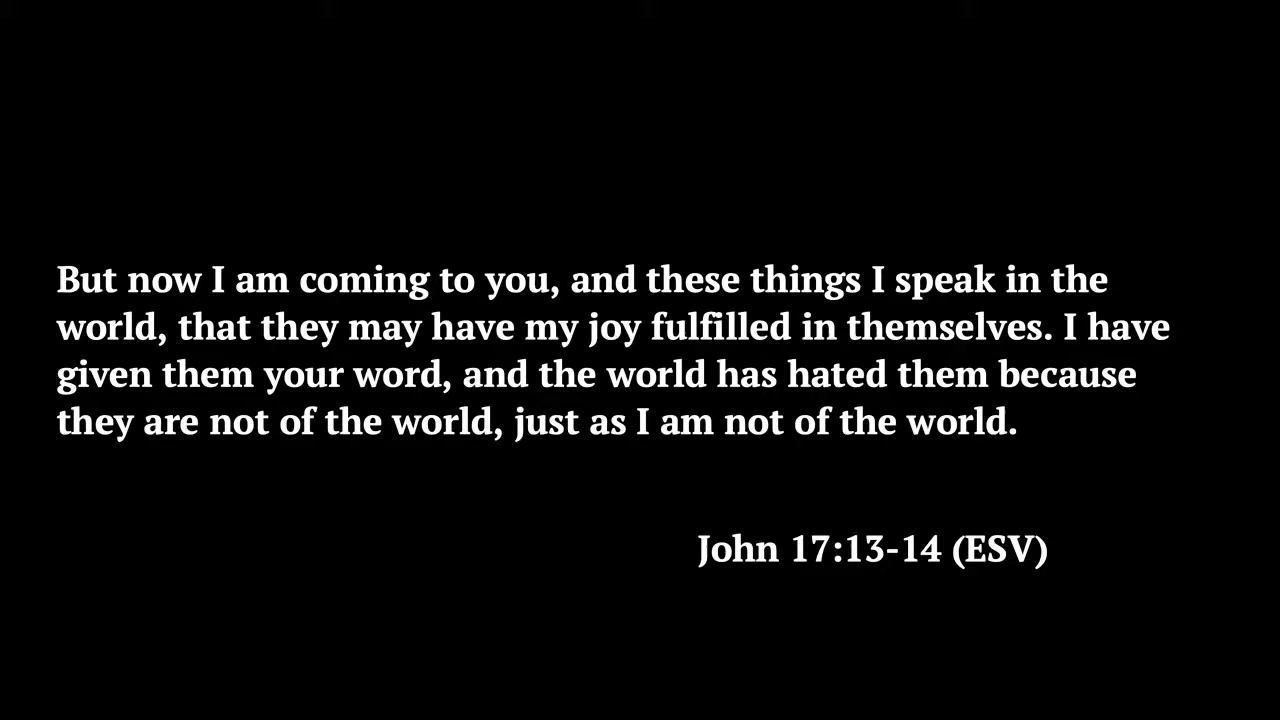 But now I am coming to you, and these things I speak in the
world, that they may have my joy fulfilled in themselves. I have
given them your word, and the world has hated them because
they are not of the world, just as I am not of the world.
John 17:13-14 (ESV)